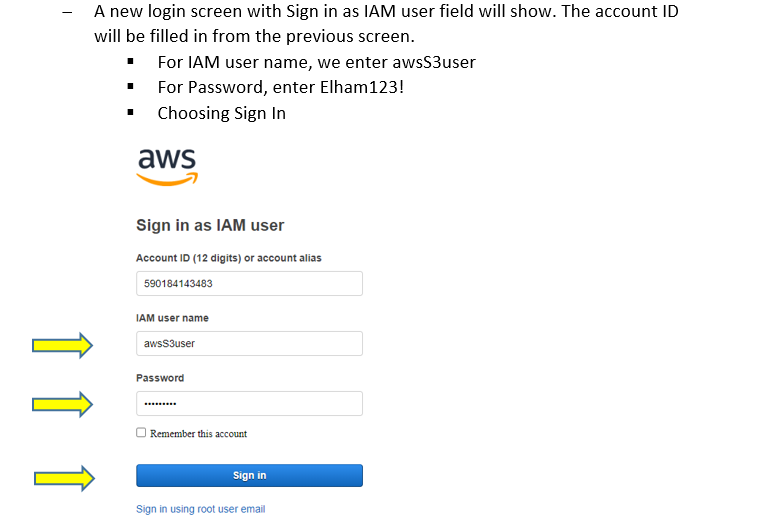 – A new login screen with Sign in as IAM user field will show. The account ID
will be filled in from the previous screen.
▪ For IAM user name, we enter awsS3user
▪ For Password, enter Elham123!
▪ Choosing Sign In
aws
Sign in as IAM user
Account ID (12 digits) or account alias
590184143483
IAM user name
awsS3user
Password
•••••••••
Remember this account
Sign in
Sign in using root user email